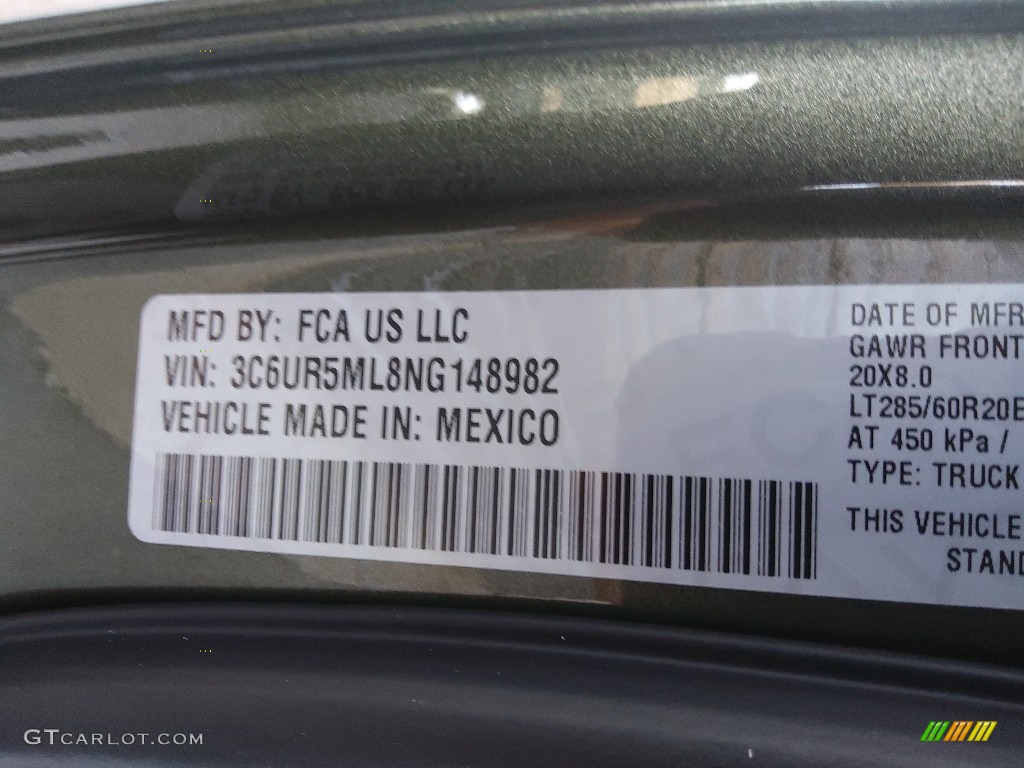 MFD BY: FCA US LLC
VIN: 3C6UR5ML8NG148982
VEHICLE MADE IN: MEXICO
DATE OF MFR
GAWR FRONT
20X8.0
LT285/60R20E
AT 450 kPa /
TYPE: TRUCK
THIS VEHICLE
STAND
GTCARLOT.COM